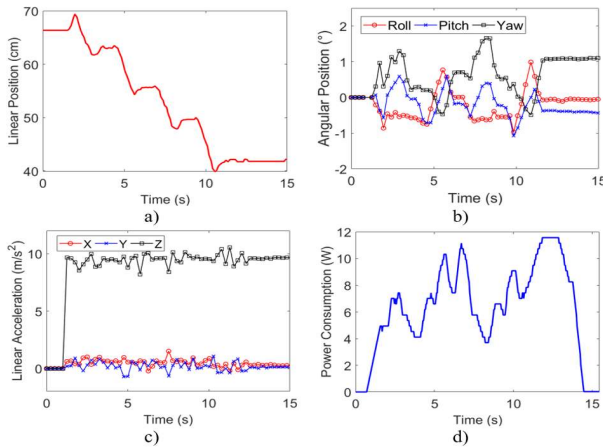 70
60
50
40
Linear Position (cm)
0 5 10 15
Time (s)
a)
Roll Pitch Yaw
2
1
0
-1
-2
Angular Position (°)
0 5 10 15
Time (s)
b)
X Y Z
10
5
0
Linear Acceleration (m/s²)
0 5 10 15
Time (s)
c)
12
10
8
6
4
2
0
Power Consumption (W)
0 5 10 15
Time (s)
d)